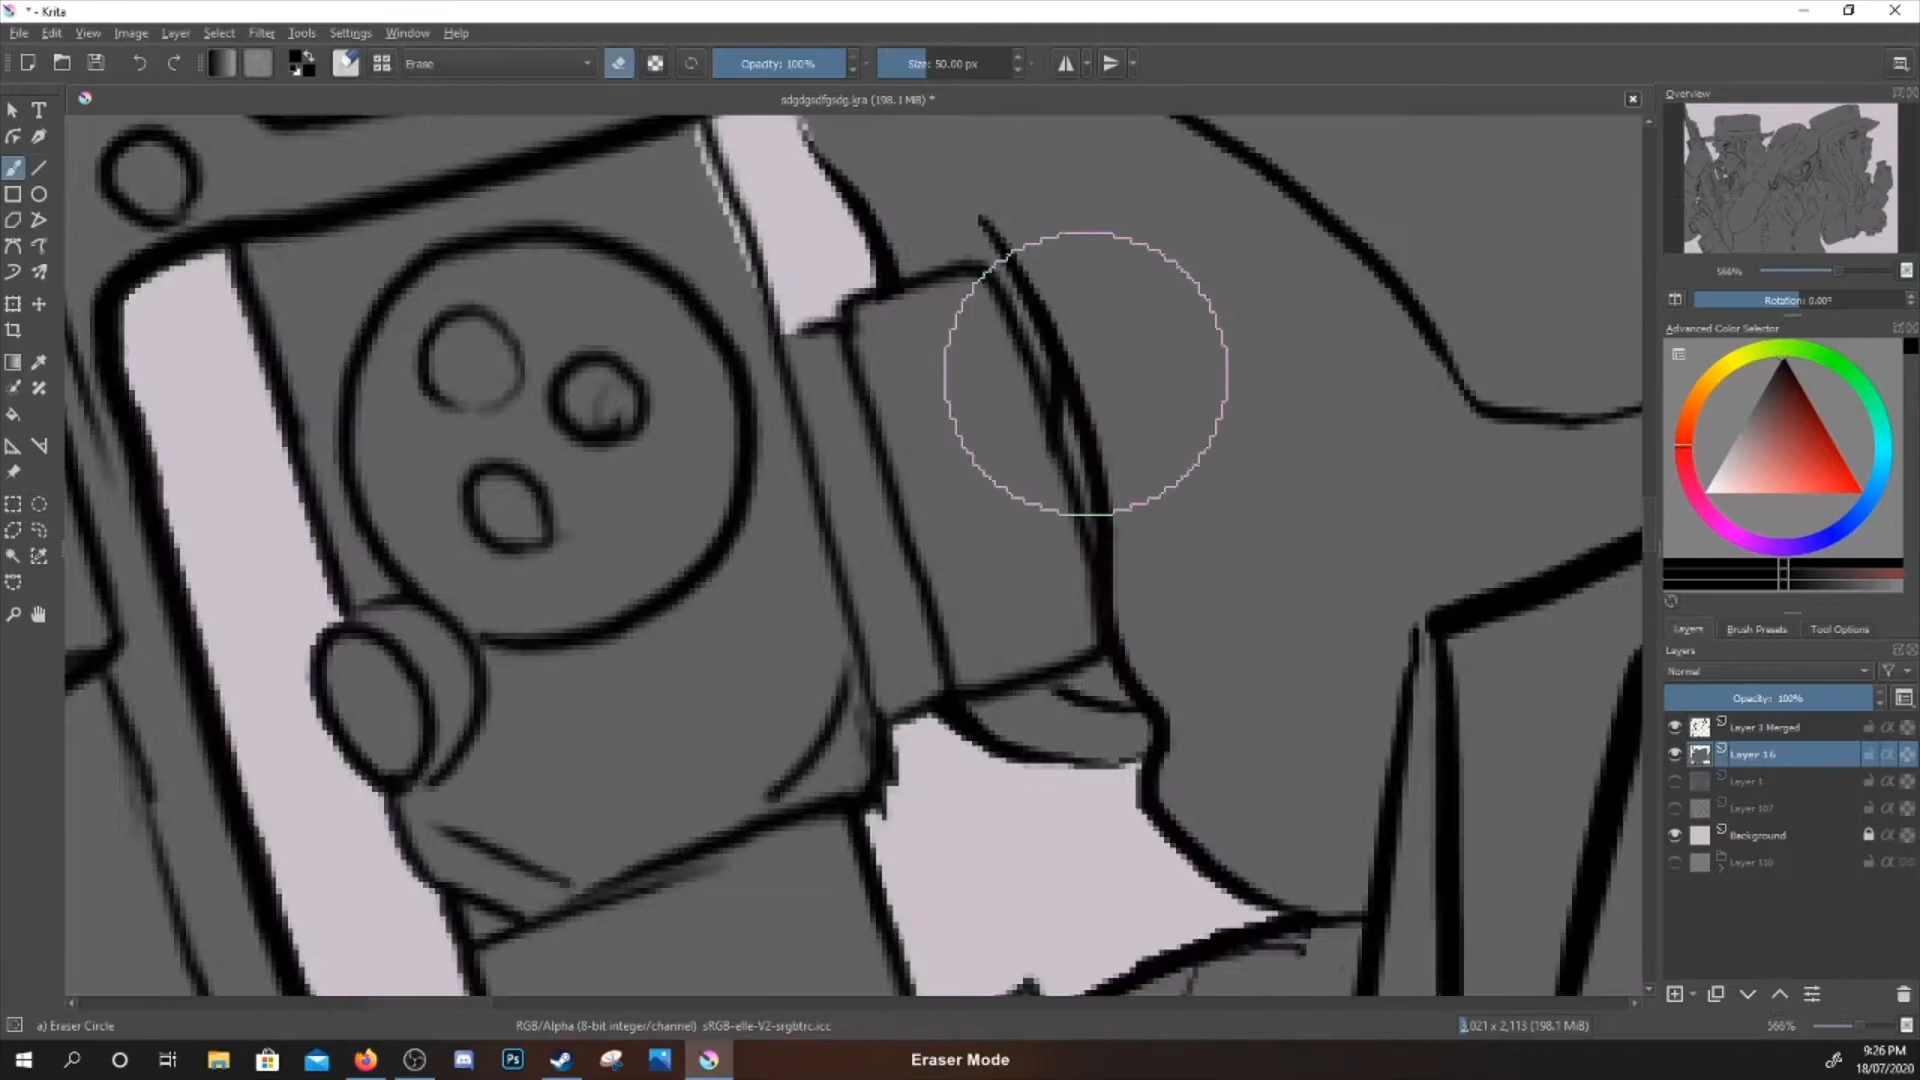 * - Krita
File Edit View Image Layer Select Filter Tools Settings Window Help
Erase Opacity: 100% Size: 50.00 px
sdgdgsdfgsdg.kra (198.1 MiB) *
Overview
566%
Rotation: 0.00°
Advanced Color Selector
Layers Brush Presets Tool Options
Layers
Normal
Opacity: 100%
Layer 3 Merged
Layer 16
Layer 1
Layer 107
Background
Layer 110
a) Eraser Circle RGB/Alpha (8-bit integer/channel) sRGB-elle-V2-srgbtrc.icc 3,021 x 2,113 (198.1 MiB) 566%
Eraser Mode
9:26 PM
18/07/2020